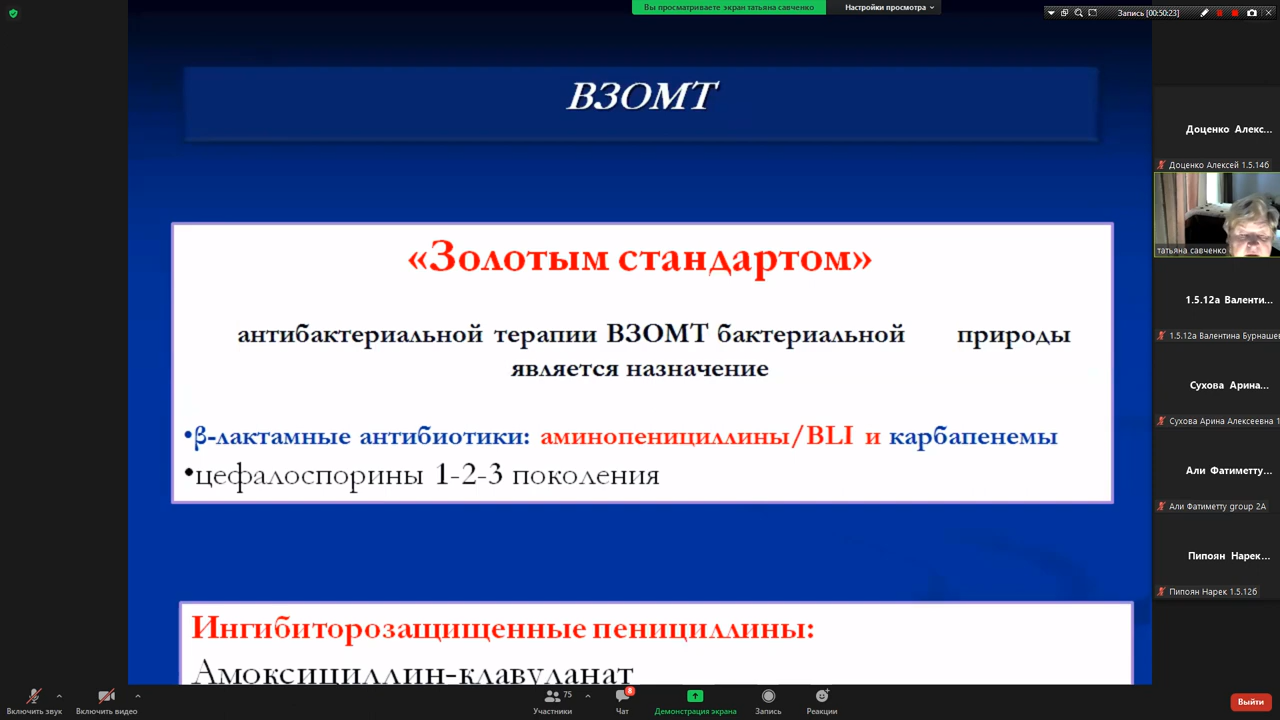 Вы просматриваете экран татьяна савченко
Настройки просмотра
Запись [00:50:23]
ВЗОМТ
«Золотым стандартом»
антибактериальной терапии ВЗОМТ бактериальной природы
является назначение
•β-лактамные антибиотики: аминопенициллины/BLI и карбапенемы
•цефалоспорины 1-2-3 поколения
Ингибиторозащищенные пенициллины:
Амоксициллин-клавуланат
Доценко Алекс...
Доценко Алексей 1.5.14б
татьяна савченко
1.5.12а Валенти...
1.5.12а Валентина Бурнашев
Сухова Арина...
Сухова Арина Алексеевна 1
Али Фатиметту...
Али Фатиметту group 2А
Пипоян Нарек...
Пипоян Нарек 1.5.12б
Включить звук
Включить видео
75
Участники
8
Чат
Демонстрация экрана
Запись
Реакции
Выйти